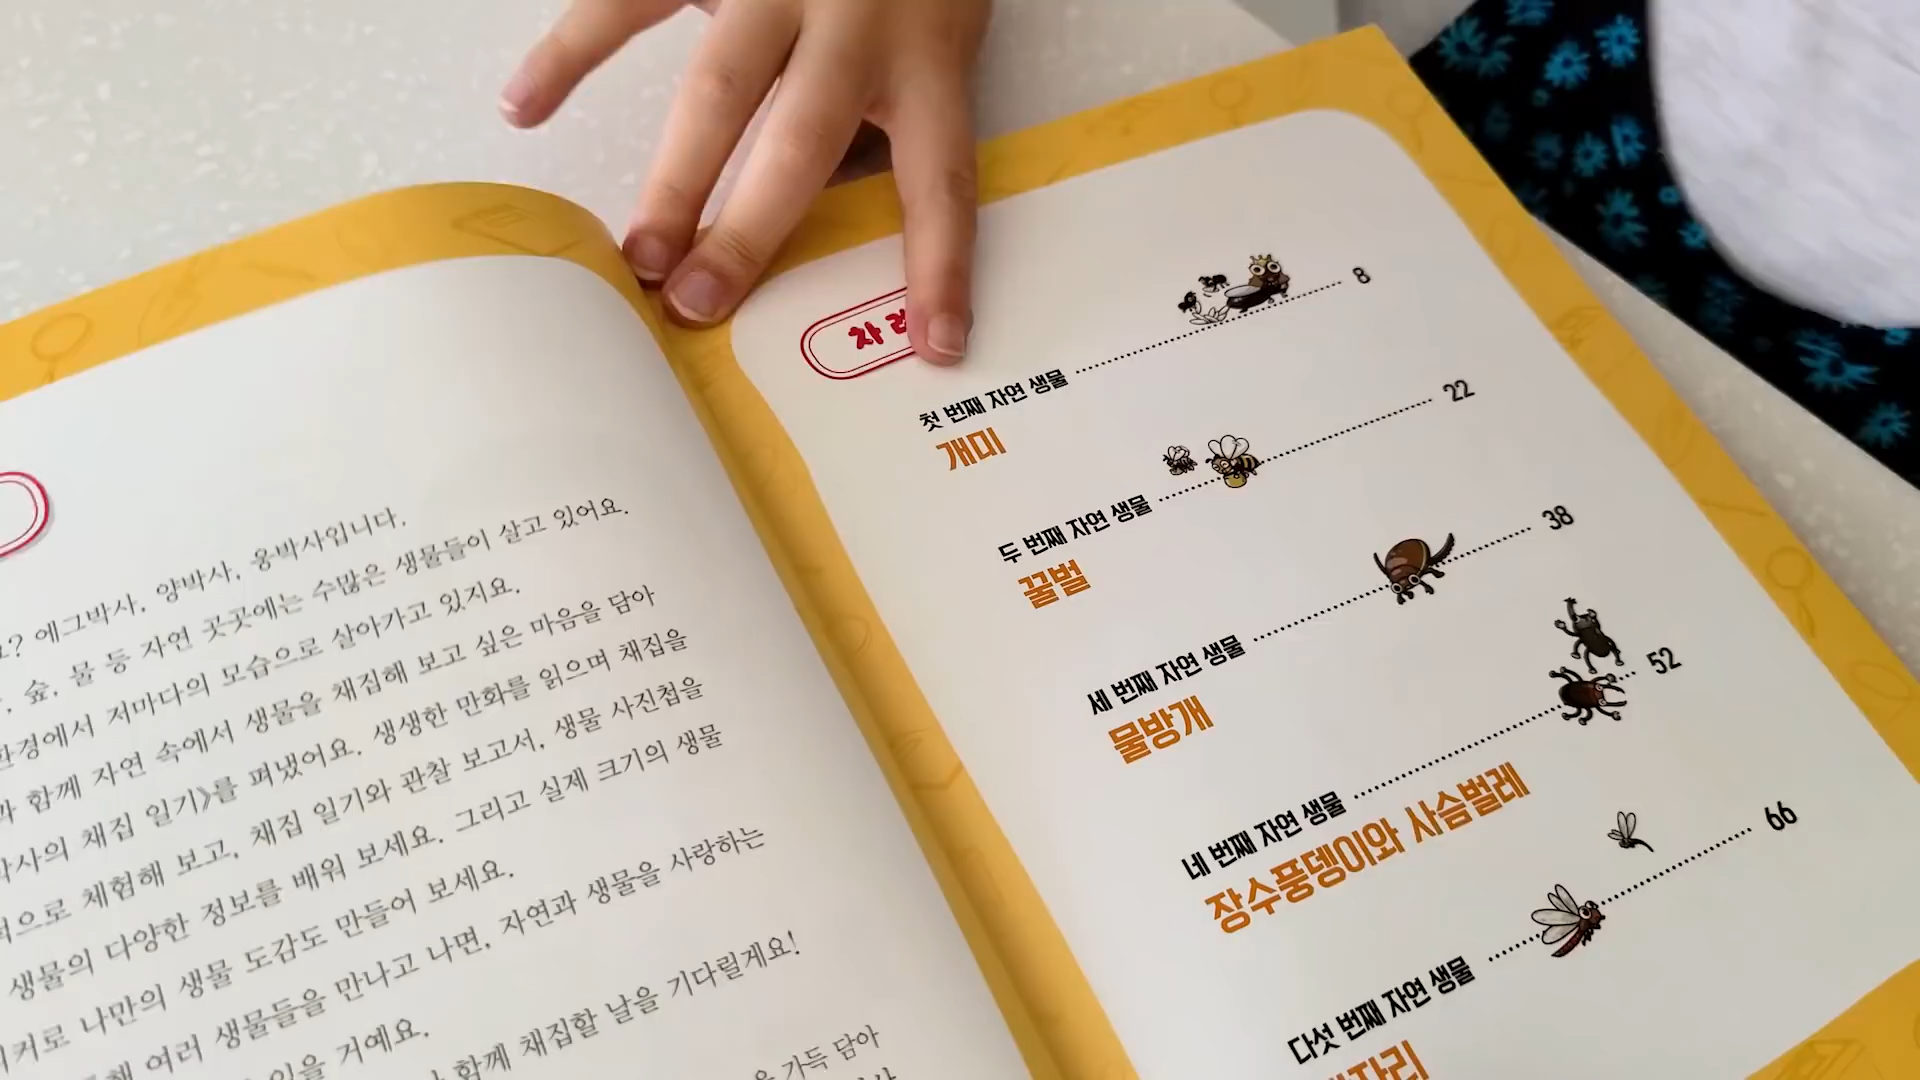 에그박사, 양박사, 웅박사입니다.
숲, 물 등 자연 곳곳에는 수많은 생물들이 살고 있어요.
환경에서 저마다의 모습으로 살아가고 있지요.
함께 자연 속에서 생물을 채집해 보고 싶은 마음을 담아
채집 일기》를 펴냈어요. 생생한 만화를 읽으며 채집을
체험해 보고, 채집 일기와 관찰 보고서, 생물 사진첩을
생물의 다양한 정보를 배워 보세요. 그리고 실제 크기의 생물
나만의 생물 도감도 만들어 보세요.
여러 생물들을 만나고 나면, 자연과 생물을 사랑하는
있을 거예요.
함께 채집할 날을 기다릴게요!
가득 담아
첫 번째 자연 생물 8
개미
두 번째 자연 생물 22
꿀벌
세 번째 자연 생물 38
물방개
네 번째 자연 생물 52
장수풍뎅이와 사슴벌레
다섯 번째 자연 생물 66